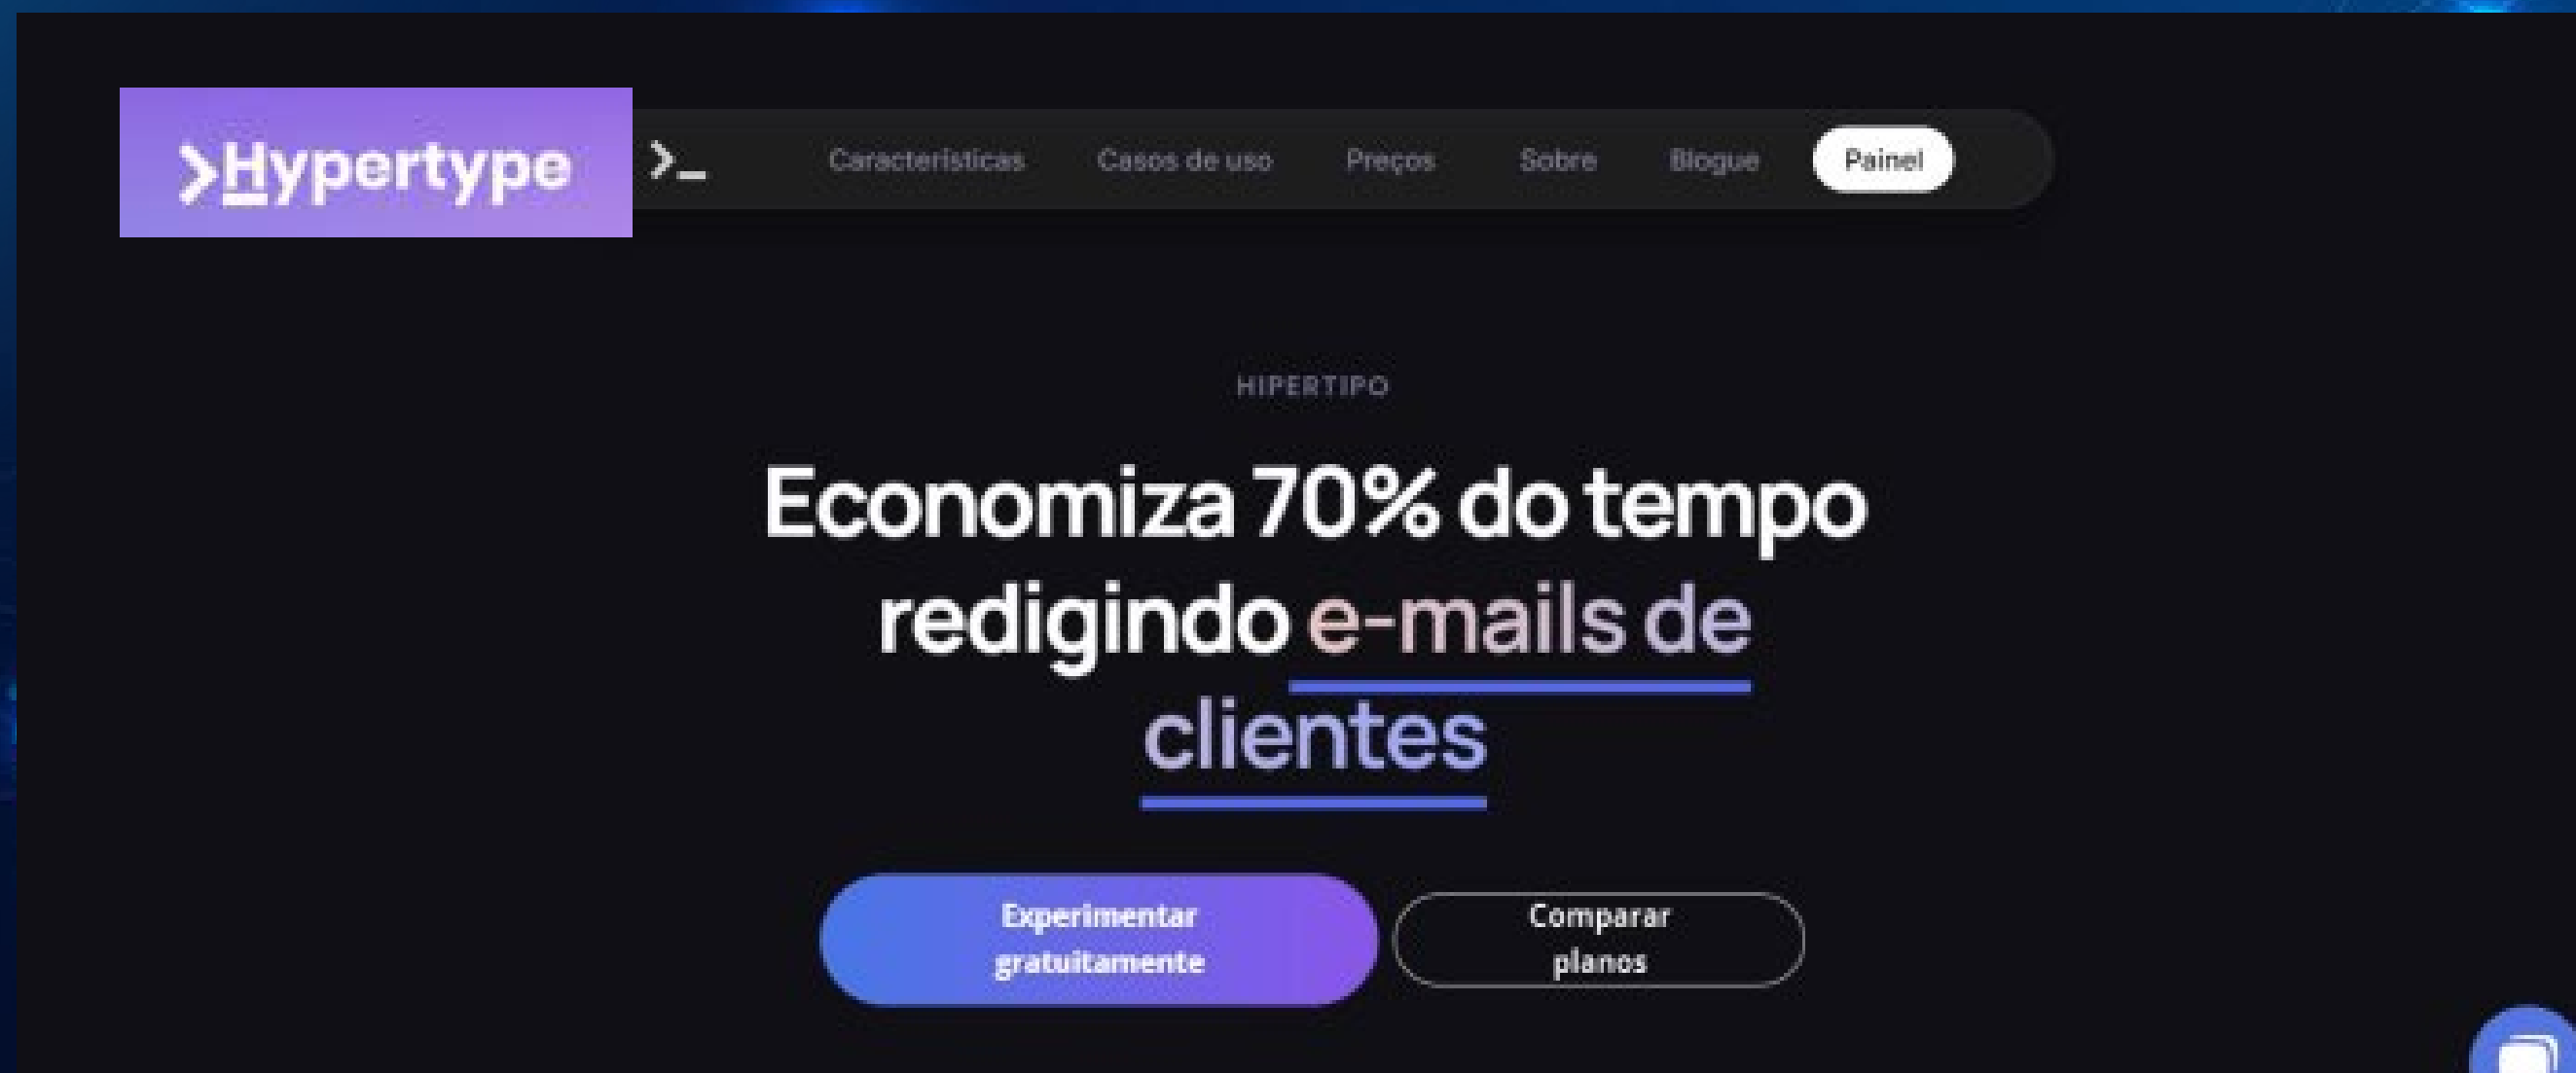 Hypertype
>_
Características
Casos de uso
Preços
Sobre
Blogue
Painel
HIPERTIPO
Economiza 70% do tempo
redigindo e-mails de
clientes
Experimentar
gratuitamente
Comparar
planos